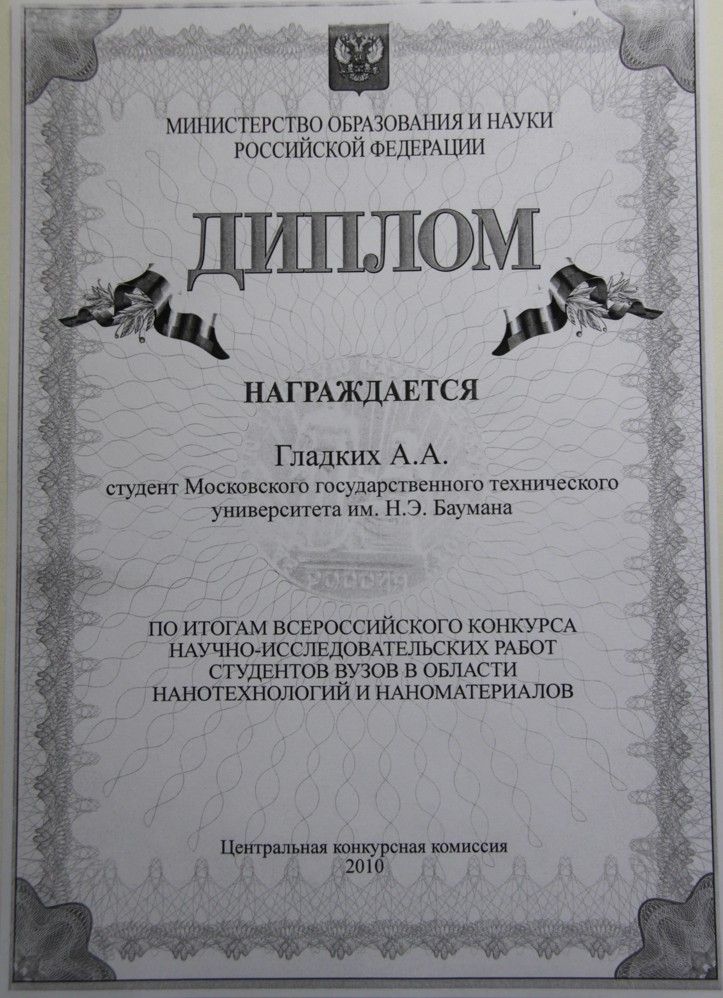 МИНИСТЕРСТВО ОБРАЗОВАНИЯ И НАУКИ
РОССИЙСКОЙ ФЕДЕРАЦИИ
ДИПЛОМ
НАГРАЖДАЕТСЯ
Гладких А.А.
студент Московского государственного технического
университета им. Н.Э. Баумана
РОССИЯ
ПО ИТОГАМ ВСЕРОССИЙСКОГО КОНКУРСА
НАУЧНО-ИССЛЕДОВАТЕЛЬСКИХ РАБОТ
СТУДЕНТОВ ВУЗОВ В ОБЛАСТИ
НАНОТЕХНОЛОГИЙ И НАНОМАТЕРИАЛОВ
Центральная конкурсная комиссия
2010